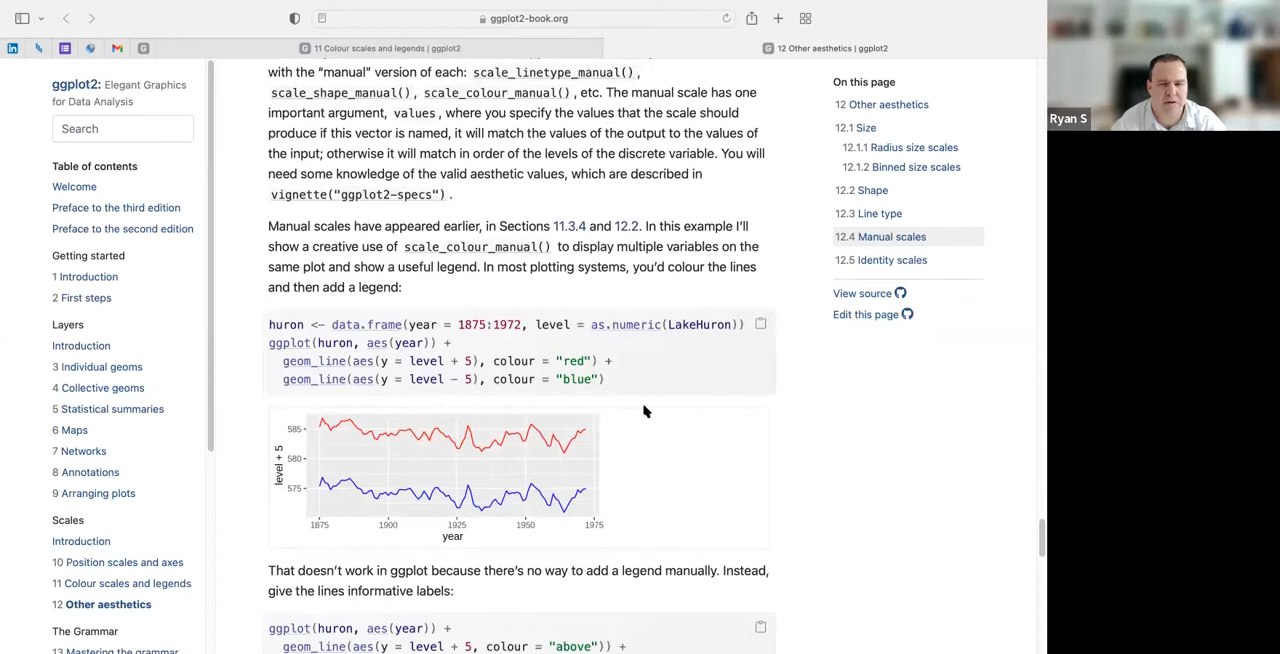 ggplot2-book.org
11 Colour scales and legends | ggplot2
12 Other aesthetics | ggplot2
ggplot2: Elegant Graphics
for Data Analysis
Search
Table of contents
Welcome
Preface to the third edition
Preface to the second edition
Getting started
1 Introduction
2 First steps
Layers
Introduction
3 Individual geoms
4 Collective geoms
5 Statistical summaries
6 Maps
7 Networks
8 Annotations
9 Arranging plots
Scales
Introduction
10 Position scales and axes
11 Colour scales and legends
12 Other aesthetics
The Grammar
13 Mastering the grammar
with the “manual” version of each: scale_linetype_manual(),
scale_shape_manual(), scale_colour_manual(), etc. The manual scale has one
important argument, values, where you specify the values that the scale should
produce if this vector is named, it will match the values of the output to the values of
the input; otherwise it will match in order of the levels of the discrete variable. You will
need some knowledge of the valid aesthetic values, which are described in
vignette("ggplot2-specs").
Manual scales have appeared earlier, in Sections 11.3.4 and 12.2. In this example I’ll
show a creative use of scale_colour_manual() to display multiple variables on the
same plot and show a useful legend. In most plotting systems, you’d colour the lines
and then add a legend:
huron <- data.frame(year = 1875:1972, level = as.numeric(LakeHuron))
ggplot(huron, aes(year)) +
geom_line(aes(y = level + 5), colour = "red") +
geom_line(aes(y = level - 5), colour = "blue")
585
580
575
level + 5
1875 1900 1925 1950 1975
year
That doesn’t work in ggplot because there’s no way to add a legend manually. Instead,
give the lines informative labels:
ggplot(huron, aes(year)) +
geom_line(aes(y = level + 5, colour = "above")) +
On this page
12 Other aesthetics
12.1 Size
12.1.1 Radius size scales
12.1.2 Binned size scales
12.2 Shape
12.3 Line type
12.4 Manual scales
12.5 Identity scales
View source
Edit this page
Ryan S